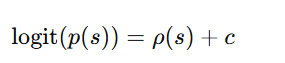 logit(p(s)) = ρ(s) + c